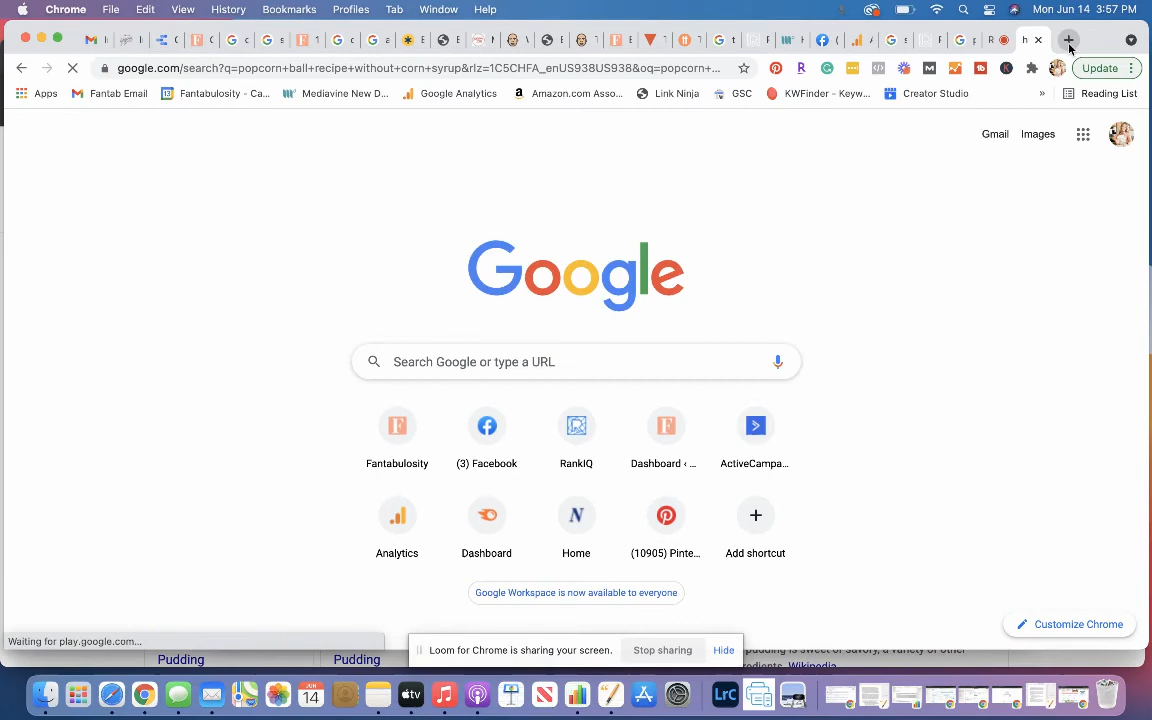 Chrome File Edit View History Bookmarks Profiles Tab Window Help Mon Jun 14 3:57 PM
google.com/search?q=popcorn+ball+recipe+without+corn+syrup&rlz=1C5CHFA_enUS938US938&oq=popcorn+... Update
Apps Fantab Email Fantabulosity - Ca... Mediavine New D... Google Analytics Amazon.com Asso... Link Ninja GSC KWFinder - Keyw... Creator Studio » Reading List
Gmail Images
Google
Search Google or type a URL
Fantabulosity (3) Facebook RankIQ Dashboard ‹ ... ActiveCampa...
Analytics Dashboard Home (10905) Pinte... Add shortcut
Google Workspace is now available to everyone
Customize Chrome
Waiting for play.google.com...
Loom for Chrome is sharing your screen. Stop sharing Hide
Pudding Pudding
Wikipedia
LrC